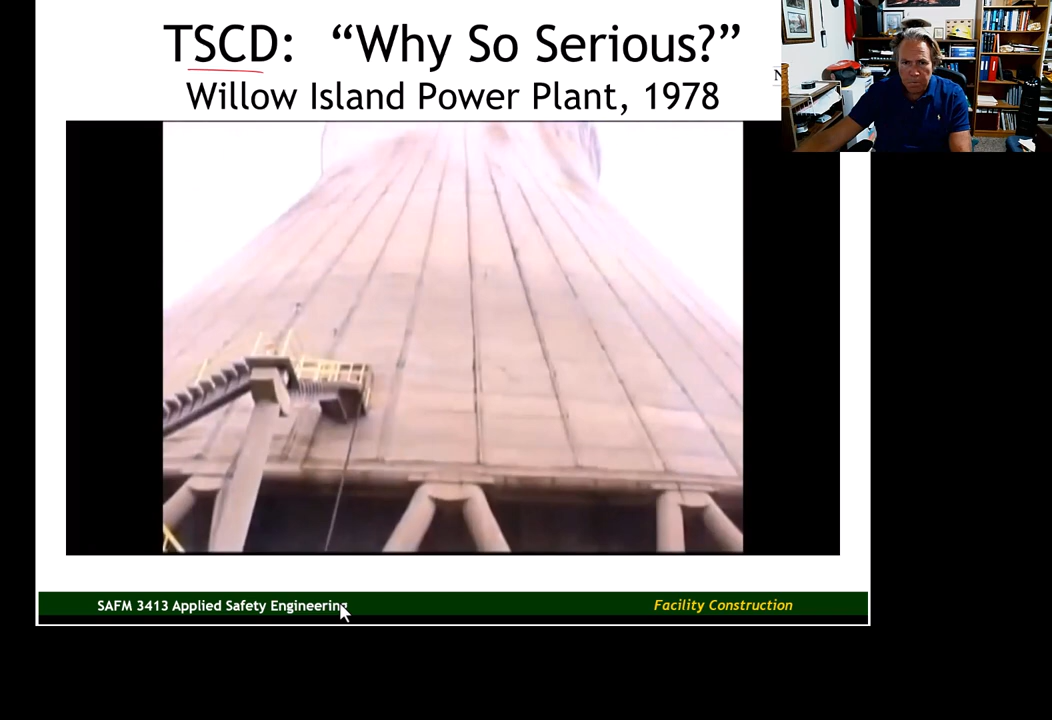 TSCD: “Why So Serious?”
Willow Island Power Plant, 1978
N
SAFM 3413 Applied Safety Engineering
Facility Construction